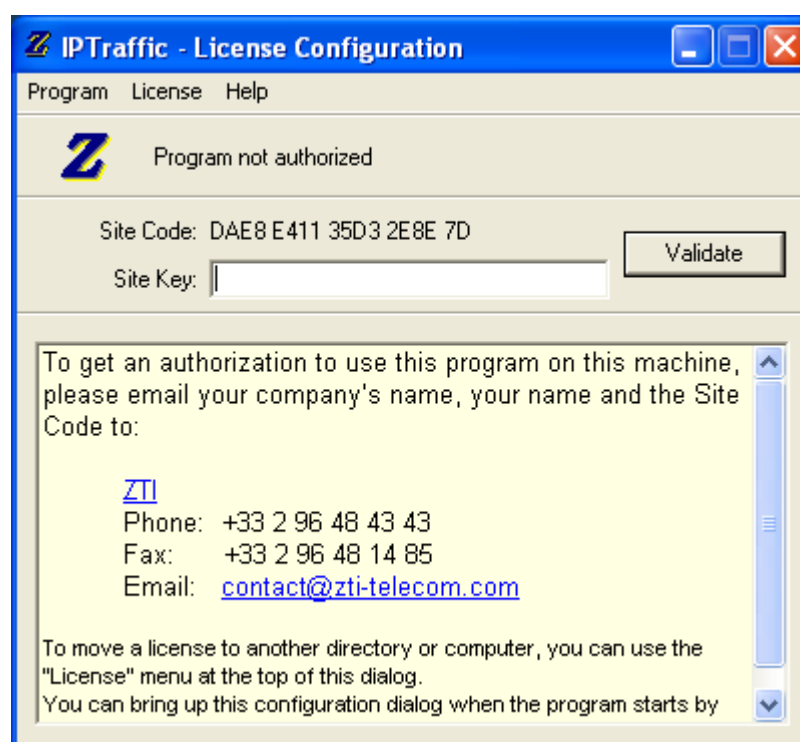 Z IPTraffic - License Configuration
Program License Help
Z Program not authorized
Site Code: DAE8 E411 35D3 2E8E 7D
Validate
Site Key:
To get an authorization to use this program on this machine,
please email your company's name, your name and the Site
Code to:
ZTI
Phone: +33 2 96 48 43 43
Fax: +33 2 96 48 14 85
Email: contact@zti-telecom.com
To move a license to another directory or computer, you can use the
"License" menu at the top of this dialog.
You can bring up this configuration dialog when the program starts by